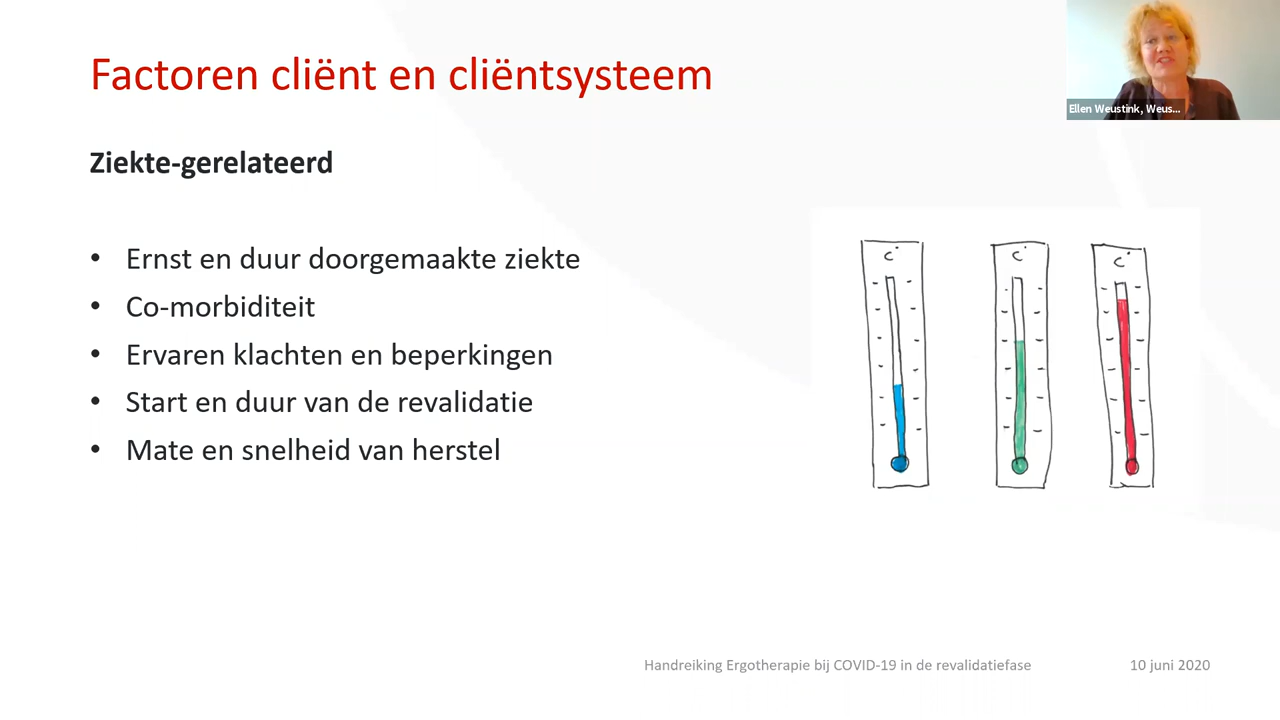 Factoren cliënt en cliëntsysteem
Ellen Weustink, Weus...
Ziekte-gerelateerd
• Ernst en duur doorgemaakte ziekte
• Co-morbiditeit
• Ervaren klachten en beperkingen
• Start en duur van de revalidatie
• Mate en snelheid van herstel
c° c° c°
Handreiking Ergotherapie bij COVID-19 in de revalidatiefase 10 juni 2020